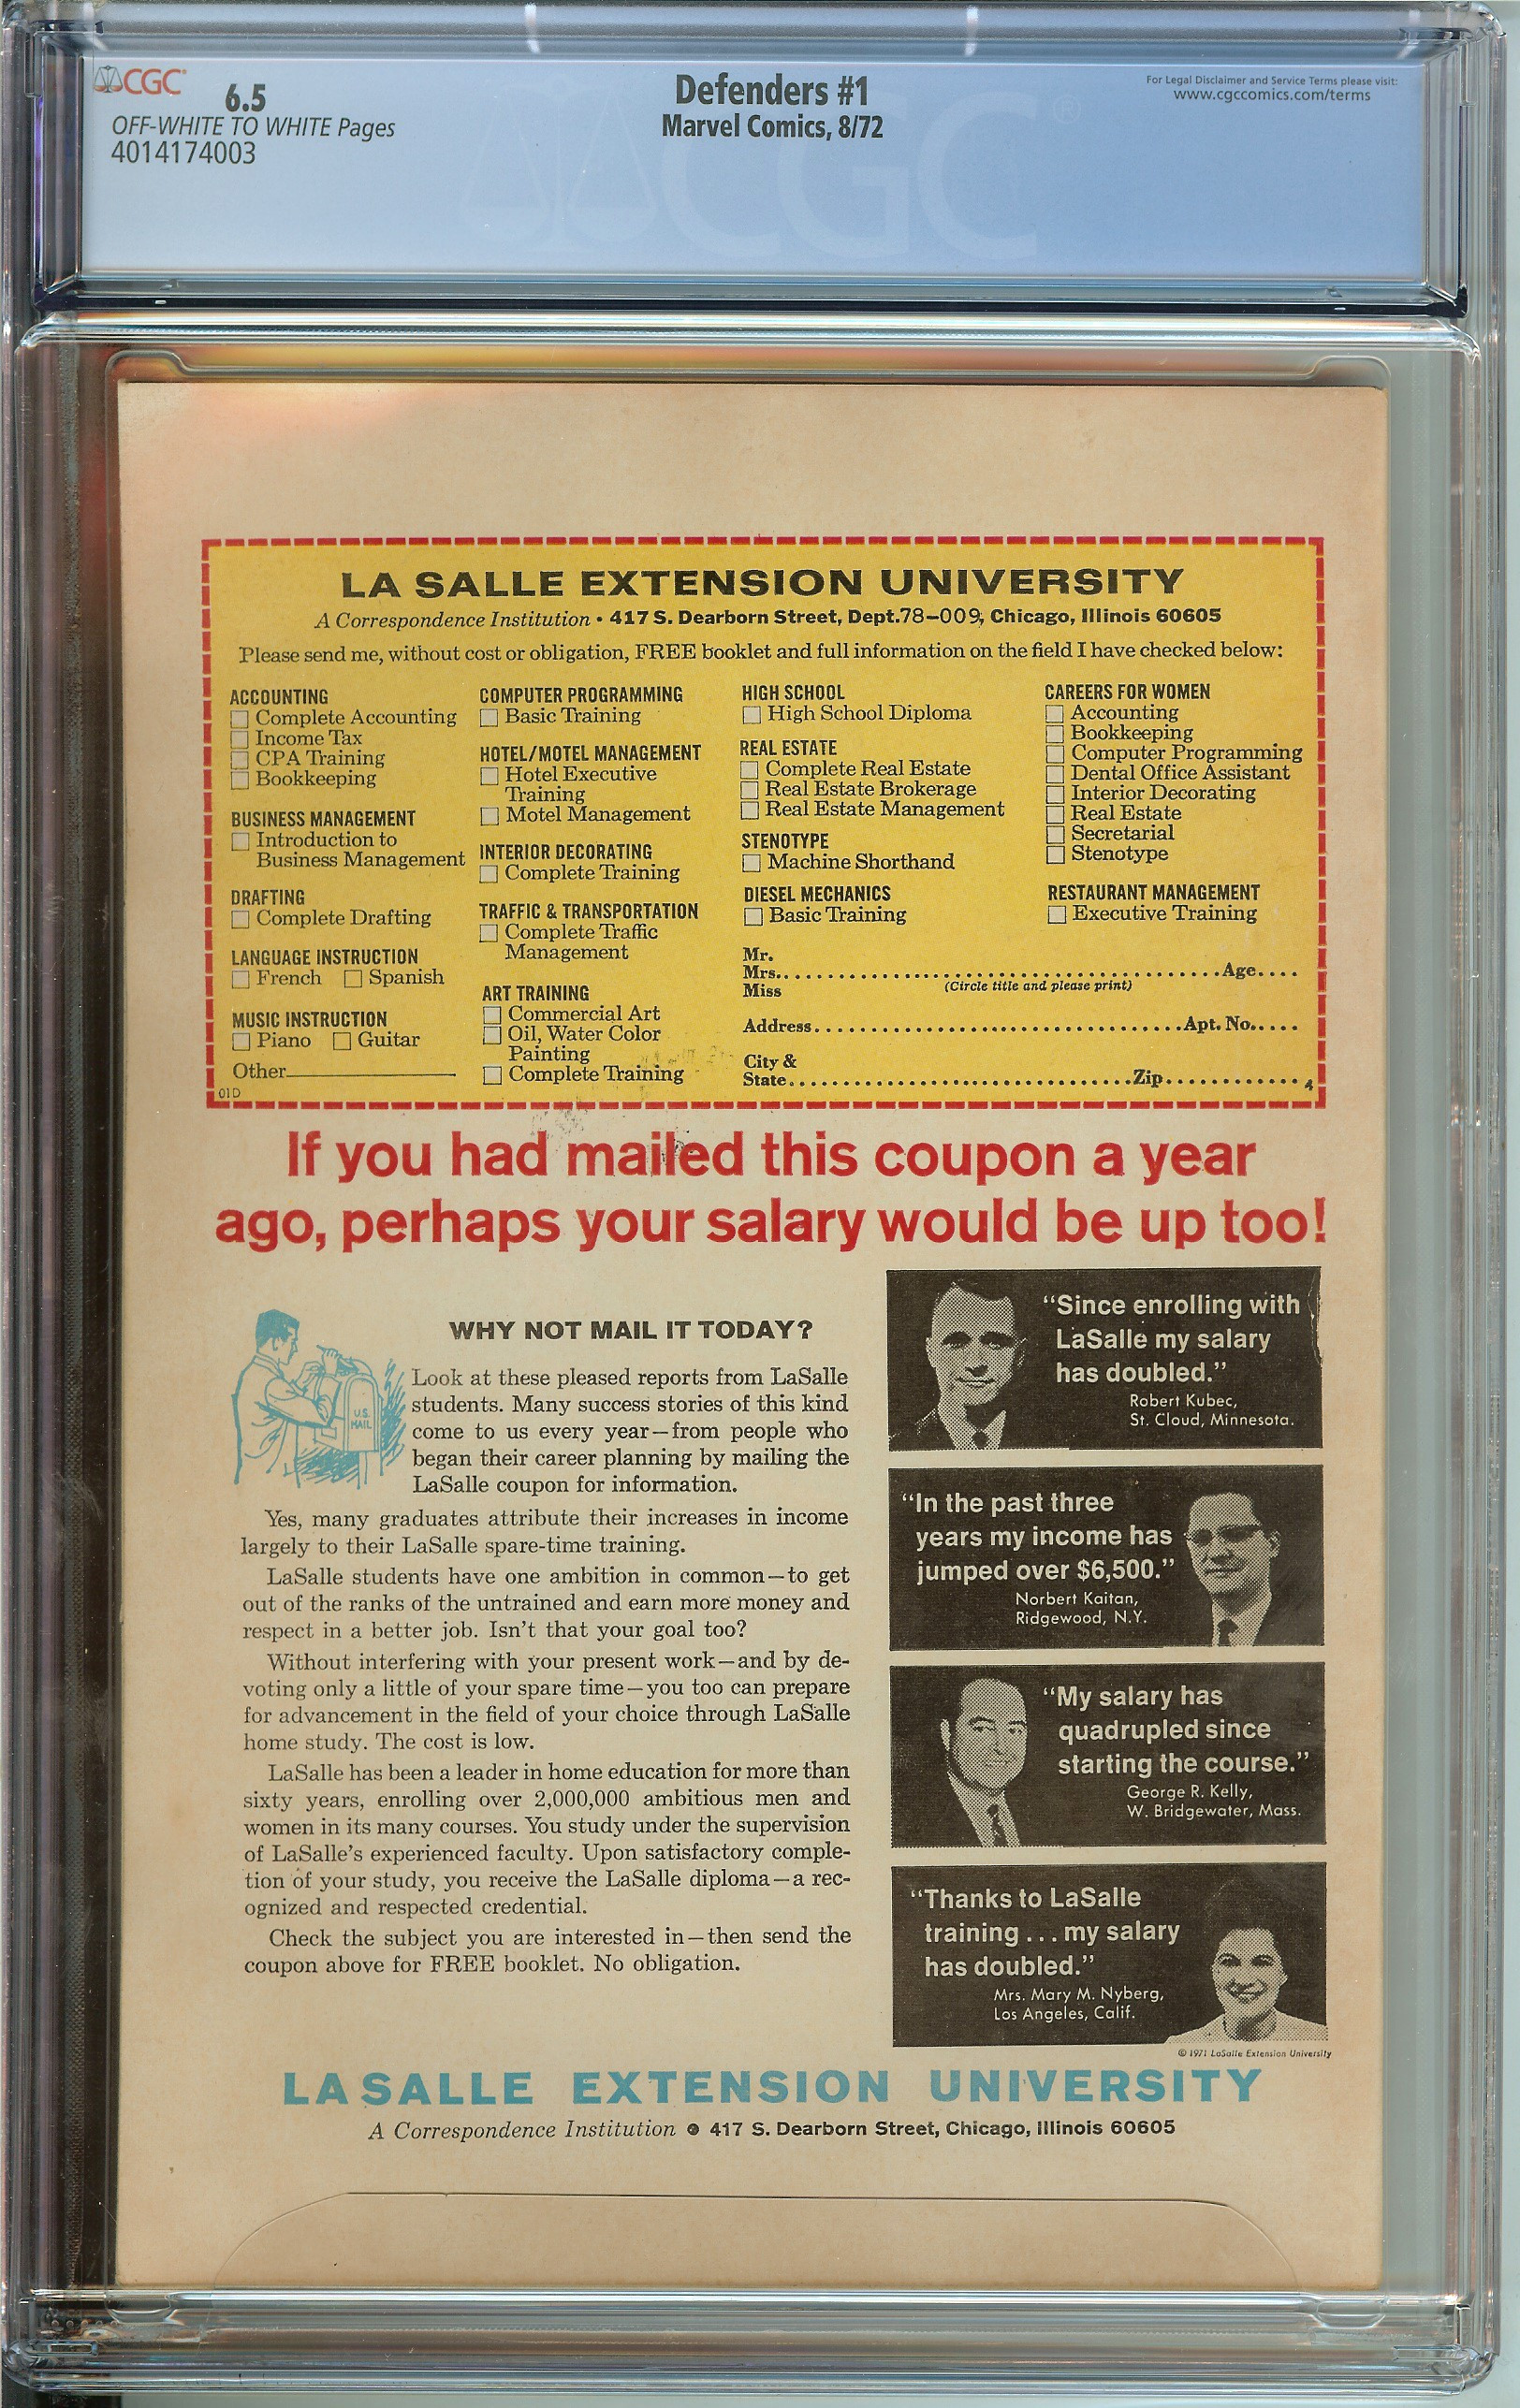 CGC
6.5
OFF-WHITE TO WHITE Pages
4014174003
Defenders #1
Marvel Comics, 8/72
For Legal Disclaimer and Service Terms please visit:
www.cgccomics.com/terms
CGC®
LA SALLE EXTENSION UNIVERSITY
A Correspondence Institution • 417 S. Dearborn Street, Dept.78-009, Chicago, Illinois 60605
Please send me, without cost or obligation, FREE booklet and full information on the field I have checked below:
ACCOUNTING
Complete Accounting
Income Tax
CPA Training
Bookkeeping
BUSINESS MANAGEMENT
Introduction to
Business Management
DRAFTING
Complete Drafting
LANGUAGE INSTRUCTION
French Spanish
MUSIC INSTRUCTION
Piano Guitar
Other
01D
COMPUTER PROGRAMMING
Basic Training
HOTEL/MOTEL MANAGEMENT
Hotel Executive
Training
Motel Management
INTERIOR DECORATING
Complete Training
TRAFFIC & TRANSPORTATION
Complete Traffic
Management
ART TRAINING
Commercial Art
Oil, Water Color
Painting
Complete Training
HIGH SCHOOL
High School Diploma
REAL ESTATE
Complete Real Estate
Real Estate Brokerage
Real Estate Management
STENOTYPE
Machine Shorthand
DIESEL MECHANICS
Basic Training
CAREERS FOR WOMEN
Accounting
Bookkeeping
Computer Programming
Dental Office Assistant
Interior Decorating
Real Estate
Secretarial
Stenotype
RESTAURANT MANAGEMENT
Executive Training
Mr.
Mrs. Age
Miss (Circle title and please print)
Address Apt. No.
City &
State Zip 4
If you had mailed this coupon a year
ago, perhaps your salary would be up too!
U.S.
MAIL
WHY NOT MAIL IT TODAY?
Look at these pleased reports from LaSalle
students. Many success stories of this kind
come to us every year—from people who
began their career planning by mailing the
LaSalle coupon for information.
Yes, many graduates attribute their increases in income
largely to their LaSalle spare-time training.
LaSalle students have one ambition in common—to get
out of the ranks of the untrained and earn more money and
respect in a better job. Isn't that your goal too?
Without interfering with your present work—and by de-
voting only a little of your spare time—you too can prepare
for advancement in the field of your choice through LaSalle
home study. The cost is low.
LaSalle has been a leader in home education for more than
sixty years, enrolling over 2,000,000 ambitious men and
women in its many courses. You study under the supervision
of LaSalle's experienced faculty. Upon satisfactory comple-
tion of your study, you receive the LaSalle diploma—a rec-
ognized and respected credential.
Check the subject you are interested in—then send the
coupon above for FREE booklet. No obligation.
"Since enrolling with
LaSalle my salary
has doubled."
Robert Kubec,
St. Cloud, Minnesota.
"In the past three
years my income has
jumped over $6,500."
Norbert Kaitan,
Ridgewood, N.Y.
"My salary has
quadrupled since
starting the course."
George R. Kelly,
W. Bridgewater, Mass.
"Thanks to LaSalle
training ... my salary
has doubled."
Mrs. Mary M. Nyberg,
Los Angeles, Calif.
© 1971 LaSalle Extension University
LASALLE EXTENSION UNIVERSITY
A Correspondence Institution • 417 S. Dearborn Street, Chicago, Illinois 60605